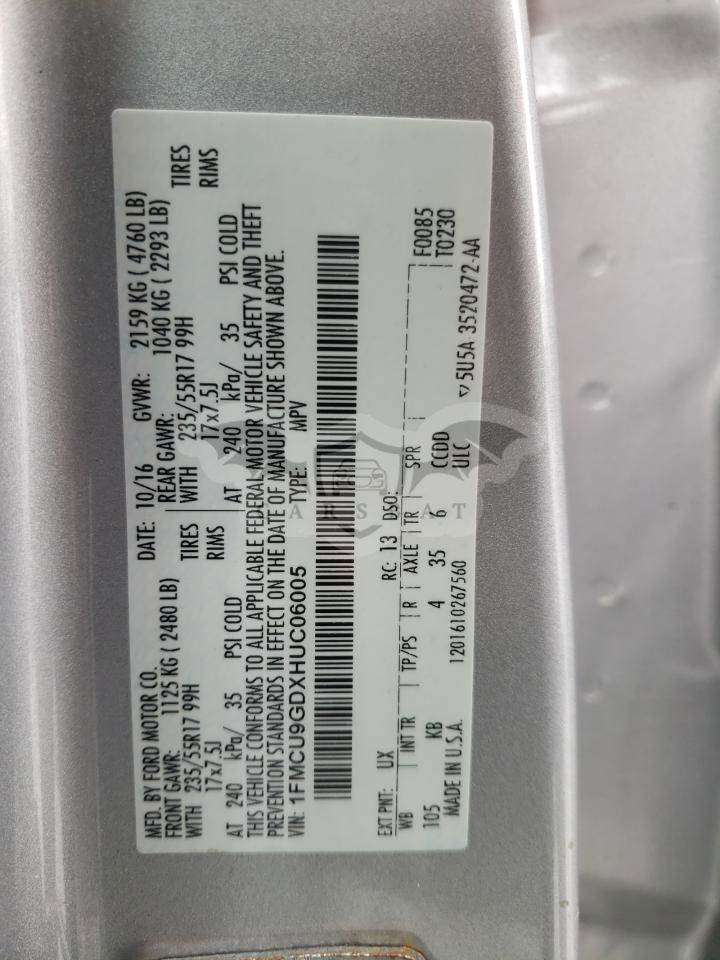 MFD. BY FORD MOTOR CO. DATE: 10/16 GVWR: 2159 KG ( 4760 LB)
FRONT GAWR: 1125 KG ( 2480 LB) REAR GAWR: 1040 KG ( 2293 LB)
WITH 235/55R17 99H TIRES WITH 235/55R17 99H TIRES
17x7.5J RIMS 17x7.5J RIMS
AT 240 kPa/ 35 PSI COLD AT 240 kPa/ 35 PSI COLD
THIS VEHICLE CONFORMS TO ALL APPLICABLE FEDERAL MOTOR VEHICLE SAFETY AND THEFT
PREVENTION STANDARDS IN EFFECT ON THE DATE OF MANUFACTURE SHOWN ABOVE.
VIN: 1FMCU9GDXHUC06005 TYPE: MPV
EXT PNT: UX RC: 13 DSO: F0085
WB INT TR TP/PS R AXLE TR SPR T0230
105 KB 4 35 6 CCDD
MADE IN U.S.A. 1201610267560 ULC ▽5U5A 3520472-AA